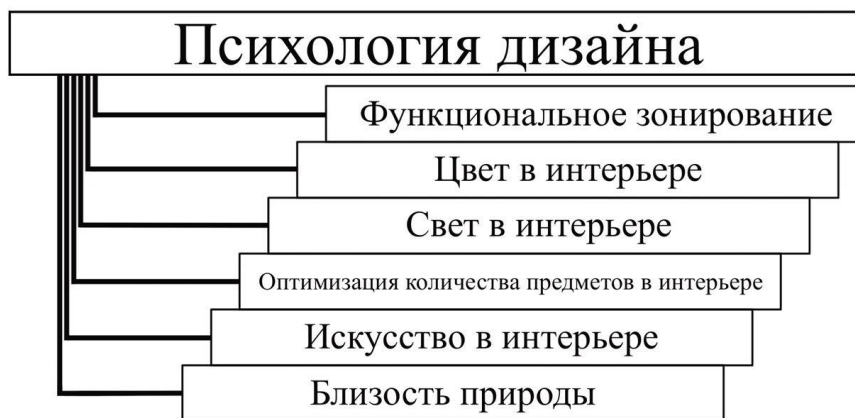 Психология дизайна
Функциональное зонирование
Цвет в интерьере
Свет в интерьере
Оптимизация количества предметов в интерьере
Искусство в интерьере
Близость природы